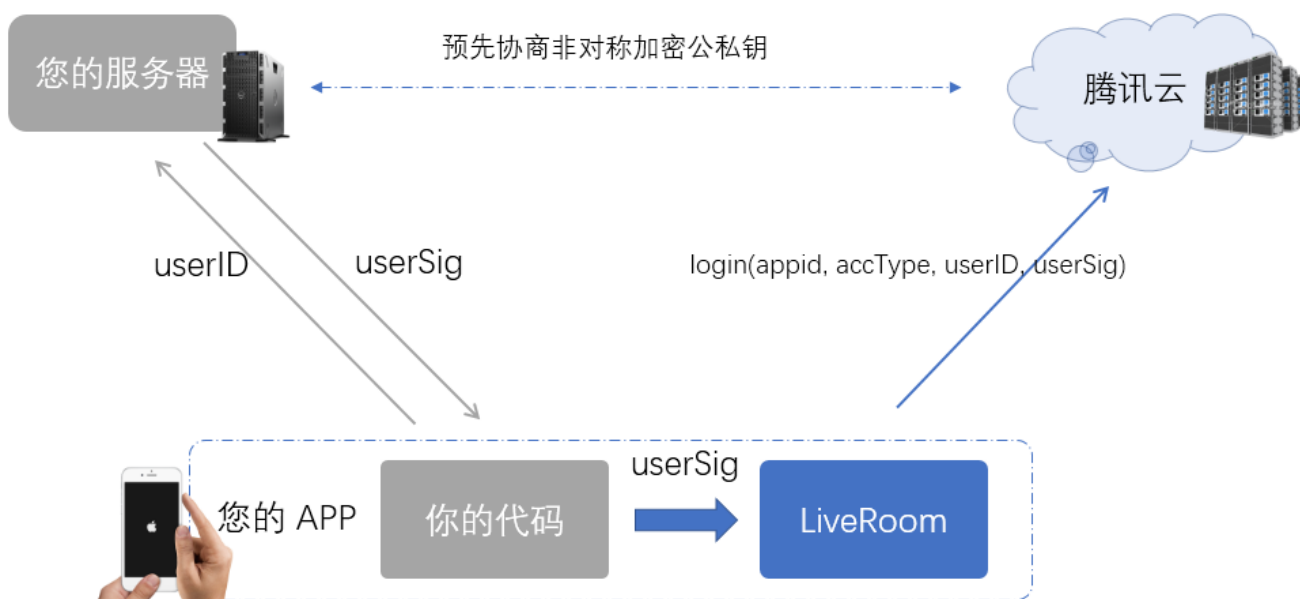 预先协商非对称加密公私钥
您的服务器
腾讯云
userID
userSig
login(appid, accType, userID, userSig)
userSig
您的 APP
你的代码
LiveRoom